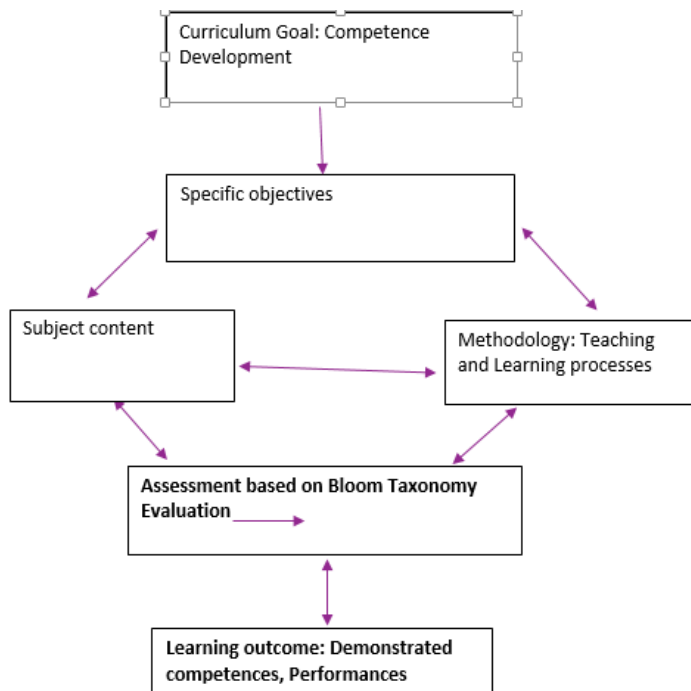 Curriculum Goal: Competence
Development
Specific objectives
Subject content
Methodology: Teaching
and Learning processes
Assessment based on Bloom Taxonomy
Evaluation
Learning outcome: Demonstrated
competences, Performances